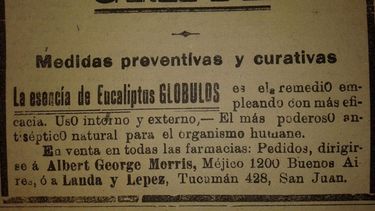 Medidas preventivas y curativas
La esencia de Eucaliptus GLOBULOS es el remedio em-
pleando con más efi-
cacia. Uso interno y externo,— El más poderoso an-
tiséptico natural para el organismo humane.
En venta en todas las farmacias: Pedidos, dirigir-
se á Albert George Morris, Méjico 1200 Buenos Ai-
res, ó a Landa y Lepez, Tucumán 428, San Juan.